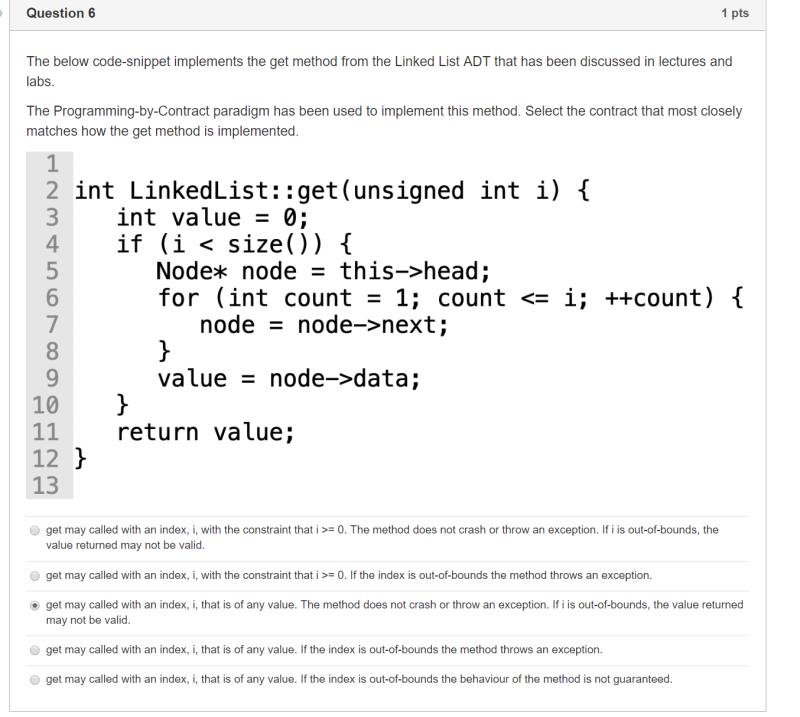 Question 6 1 pts
The below code-snippet implements the get method from the Linked List ADT that has been discussed in lectures and
labs.
The Programming-by-Contract paradigm has been used to implement this method. Select the contract that most closely
matches how the get method is implemented.
1
2 int LinkedList::get(unsigned int i) {
3 int value = 0;
4 if (i < size()) {
5 Node* node = this->head;
6 for (int count = 1; count <= i; ++count) {
7 node = node->next;
8 }
9 value = node->data;
10 }
11 return value;
12 }
13
get may called with an index, i, with the constraint that i >= 0. The method does not crash or throw an exception. If i is out-of-bounds, the
value returned may not be valid.
get may called with an index, i, with the constraint that i >= 0. If the index is out-of-bounds the method throws an exception.
get may called with an index, i, that is of any value. The method does not crash or throw an exception. If i is out-of-bounds, the value returned
may not be valid.
get may called with an index, i, that is of any value. If the index is out-of-bounds the method throws an exception.
get may called with an index, i, that is of any value. If the index is out-of-bounds the behaviour of the method is not guaranteed.